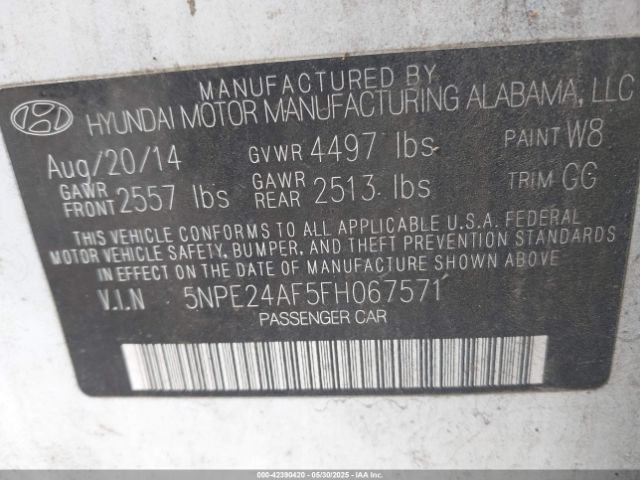 MANUFACTURED BY
HYUNDAI MOTOR MANUFACTURING ALABAMA, LLC
Aug/20/14 GVWR 4497 lbs PAINT W8
GAWR FRONT 2557 lbs GAWR REAR 2513 lbs TRIM GG
THIS VEHICLE CONFORMS TO ALL APPLICABLE U.S.A. FEDERAL
MOTOR VEHICLE SAFETY, BUMPER, AND THEFT PREVENTION STANDARDS
IN EFFECT ON THE DATE OF MANUFACTURE SHOWN ABOVE.
V.I.N 5NPE24AF5FH067571
PASSENGER CAR
000-42390420 05/30/2025 IAAI.COM